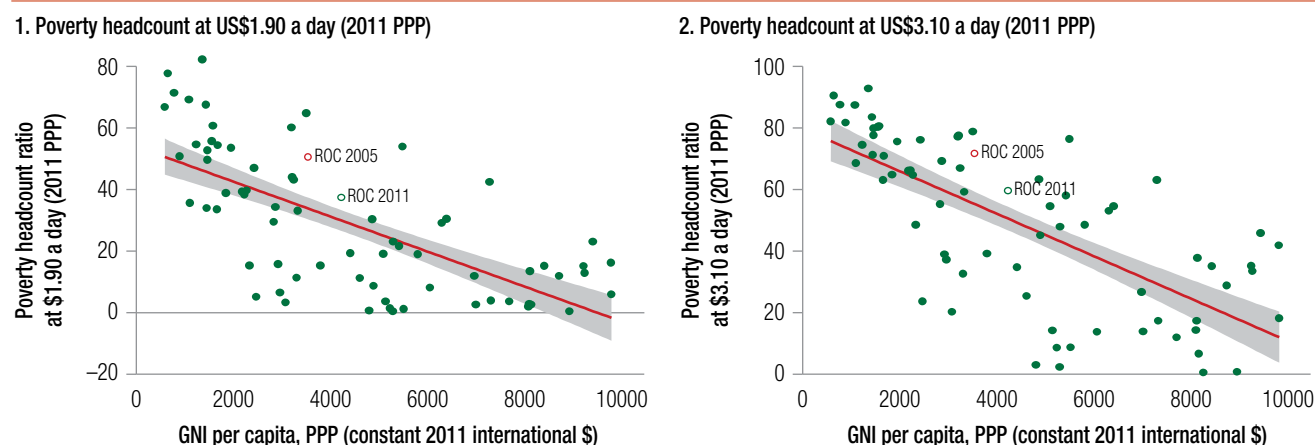 1. Poverty headcount at US$1.90 a day (2011 PPP)
Poverty headcount ratio
at $1.90 a day (2011 PPP)
80
60
40
20
0
–20
ROC 2005
ROC 2011
0 2000 4000 6000 8000 10000
GNI per capita, PPP (constant 2011 international $)
2. Poverty headcount at US$3.10 a day (2011 PPP)
Poverty headcount ratio
at $3.10 a day (2011 PPP)
100
80
60
40
20
0
ROC 2005
ROC 2011
0 2000 4000 6000 8000 10000
GNI per capita, PPP (constant 2011 international $)